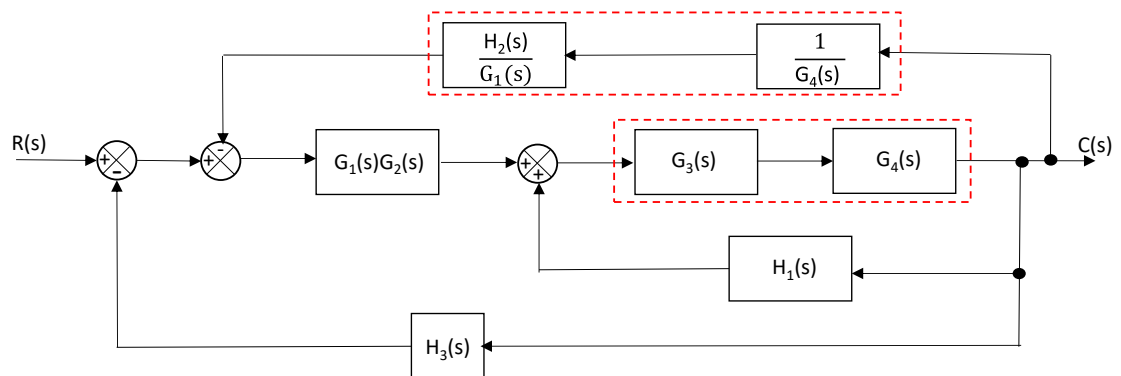 H₂(s)
G₁(s)
1
G₄(s)
R(s)
+
-
+
-
G₁(s)G₂(s)
+
+
G₃(s)
G₄(s)
C(s)
H₁(s)
H₃(s)